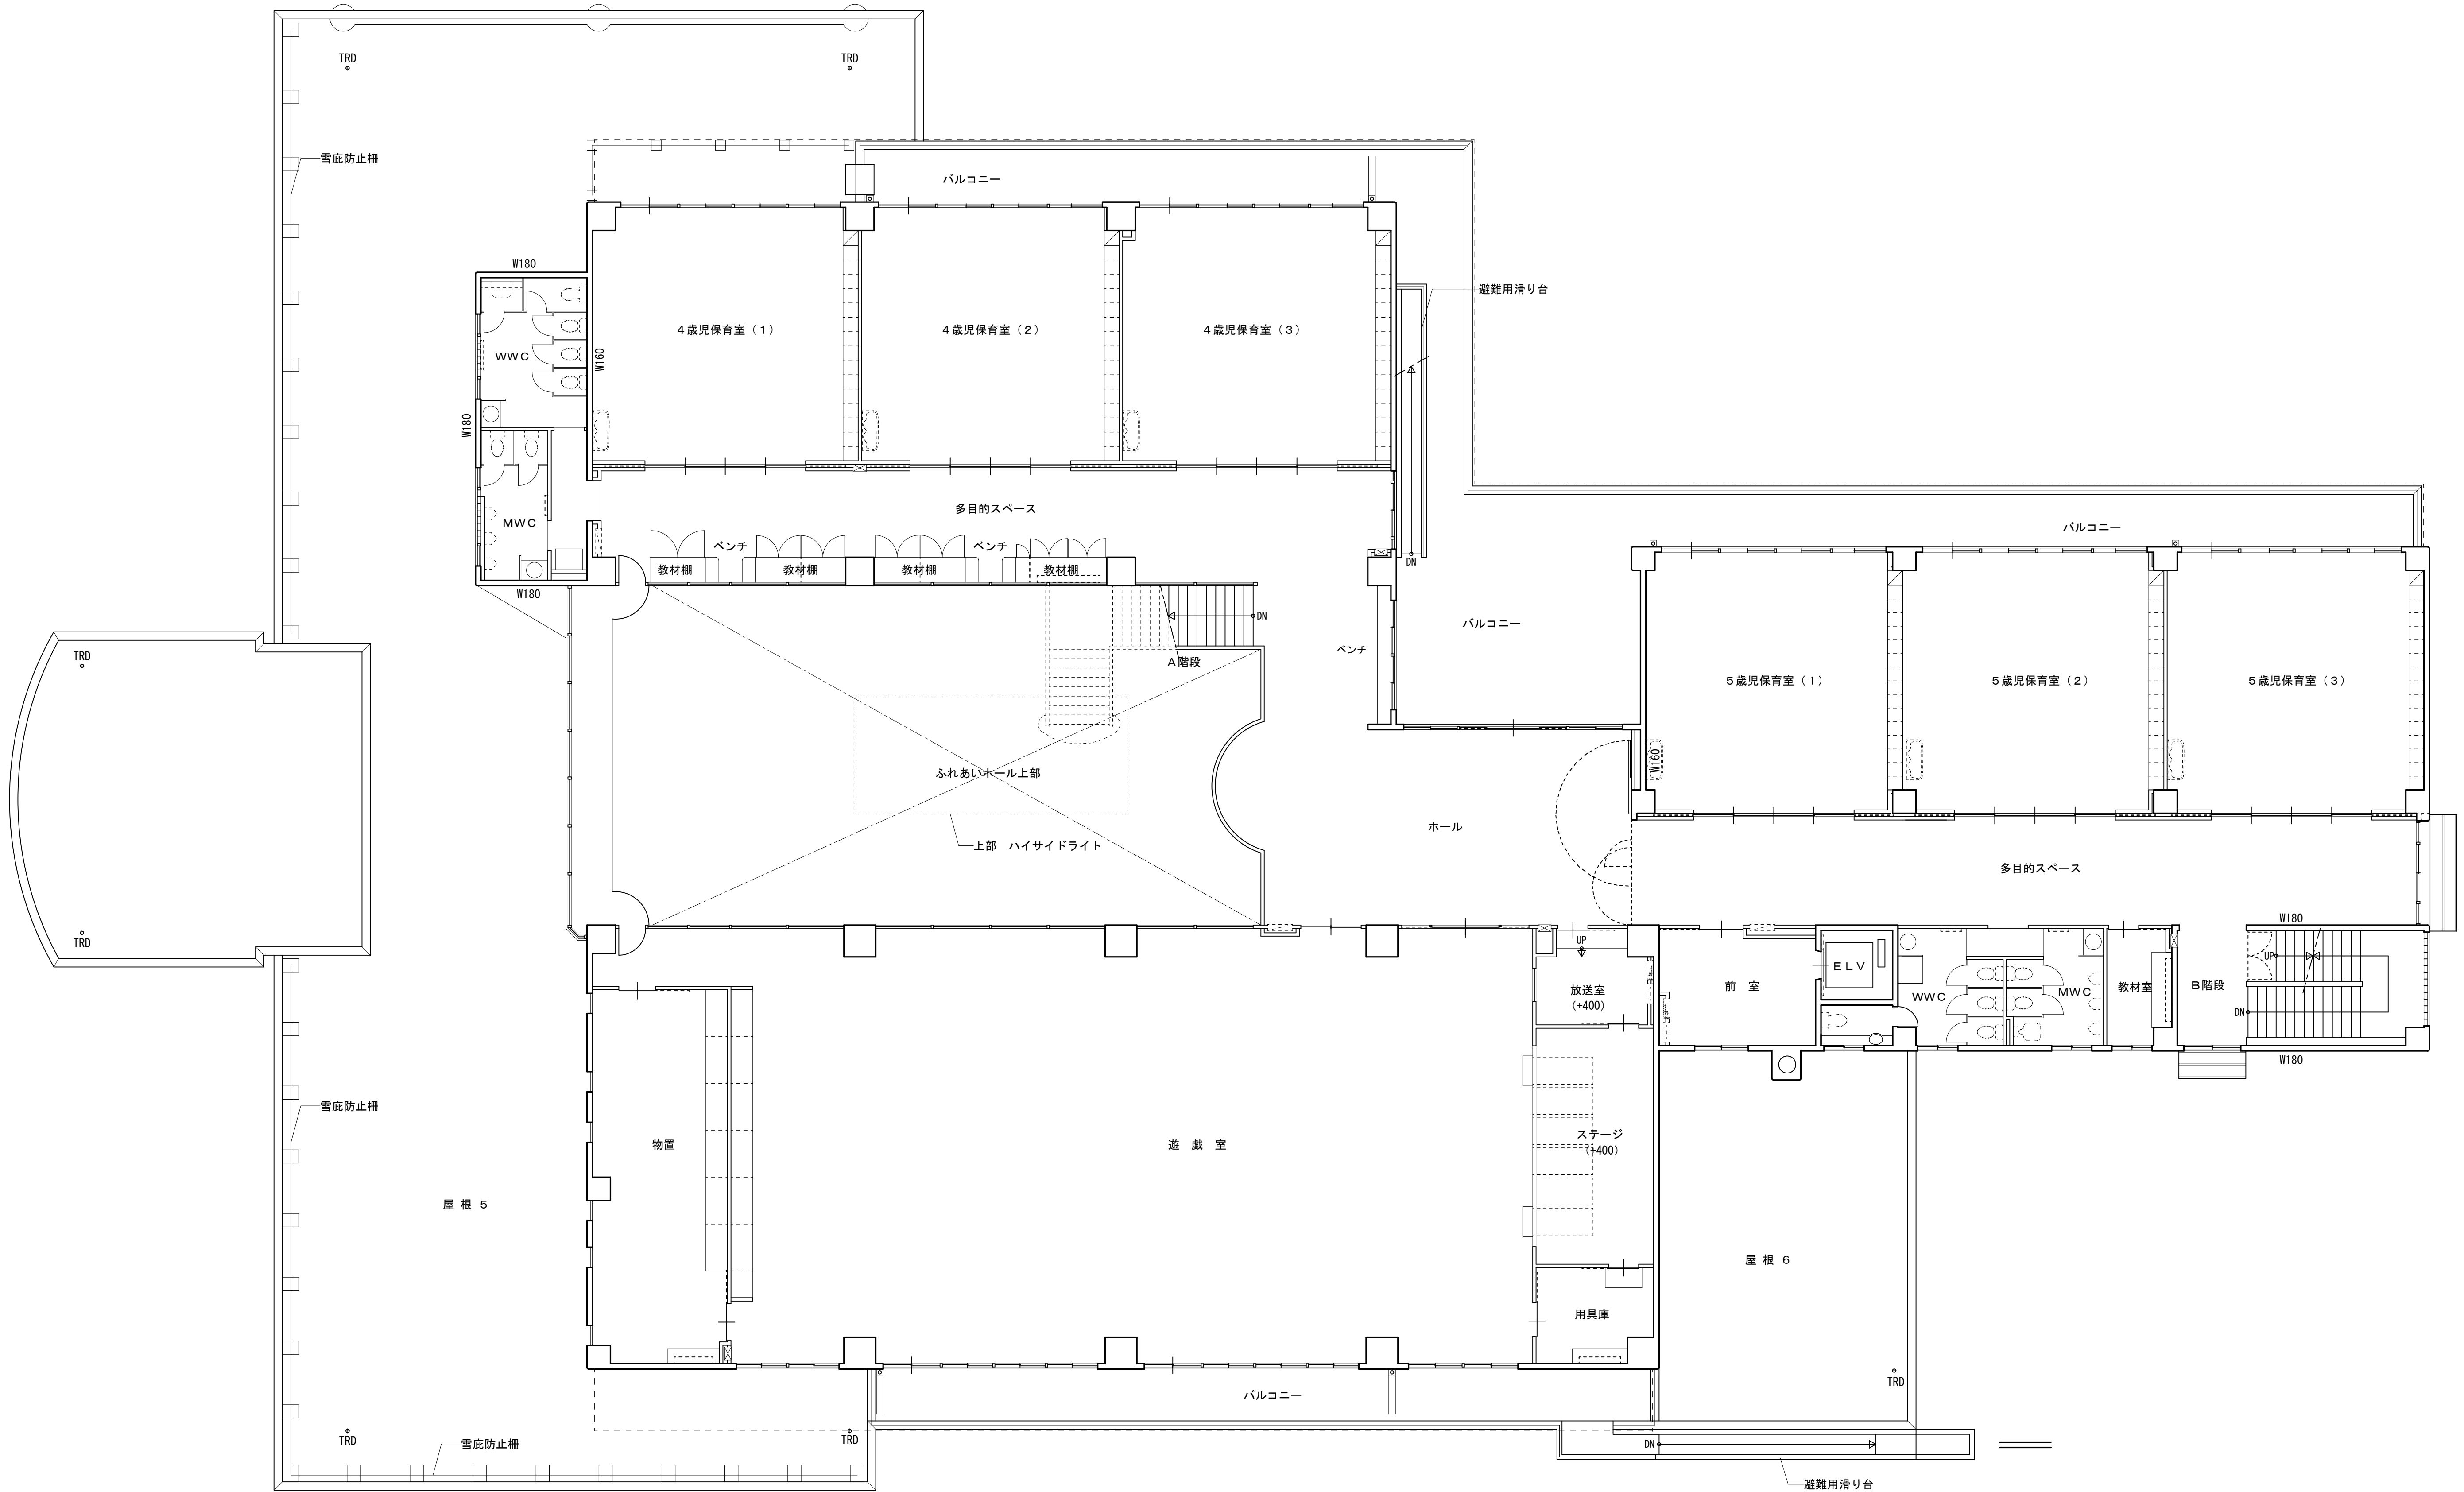 TRD
TRD
雪庇防止柵
バルコニー
W180
避難用滑り台
4歳児保育室(1)
4歳児保育室(2)
4歳児保育室(3)
WWC
W160
W180
多目的スペース
MWC
バルコニー
ベンチ
ベンチ
教材棚
教材棚
教材棚
教材棚
DN
W180
DN
バルコニー
ベンチ
TRD
A階段
5歳児保育室(1)
5歳児保育室(2)
5歳児保育室(3)
W160
ふれあいホール上部
ホール
上部 ハイサイドライト
多目的スペース
W180
TRD
UP
UP
ELV
放送室
(+400)
前 室
WWC
MWC
教材室
B階段
DN
W180
雪庇防止柵
物置
遊 戯 室
ステージ
(+400)
屋 根 5
屋 根 6
用具庫
TRD
バルコニー
TRD
TRD
雪庇防止柵
DN
避難用滑り台